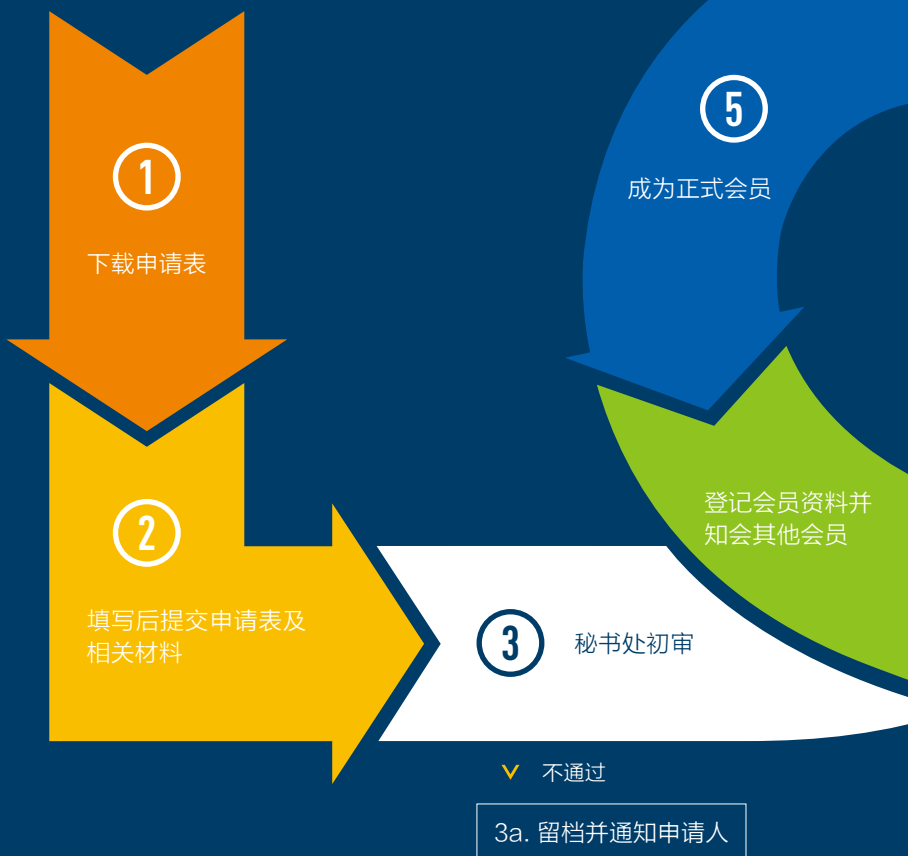 1
下载申请表
2
填写后提交申请表及
相关材料
3
秘书处初审
不通过
3a. 留档并通知申请人
5
成为正式会员
登记会员资料并
知会其他会员